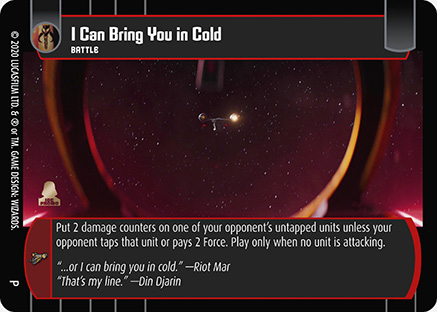 I Can Bring You in Cold
BATTLE
© 2020 LUCASFILM LTD. & ® or TM. GAME DESIGN: WIZARDS.
P
Put 2 damage counters on one of your opponent's untapped units unless your
opponent taps that unit or pays 2 Force. Play only when no unit is attacking.
“...or I can bring you in cold.” —Riot Mar
“That's my line.” —Din Djarin